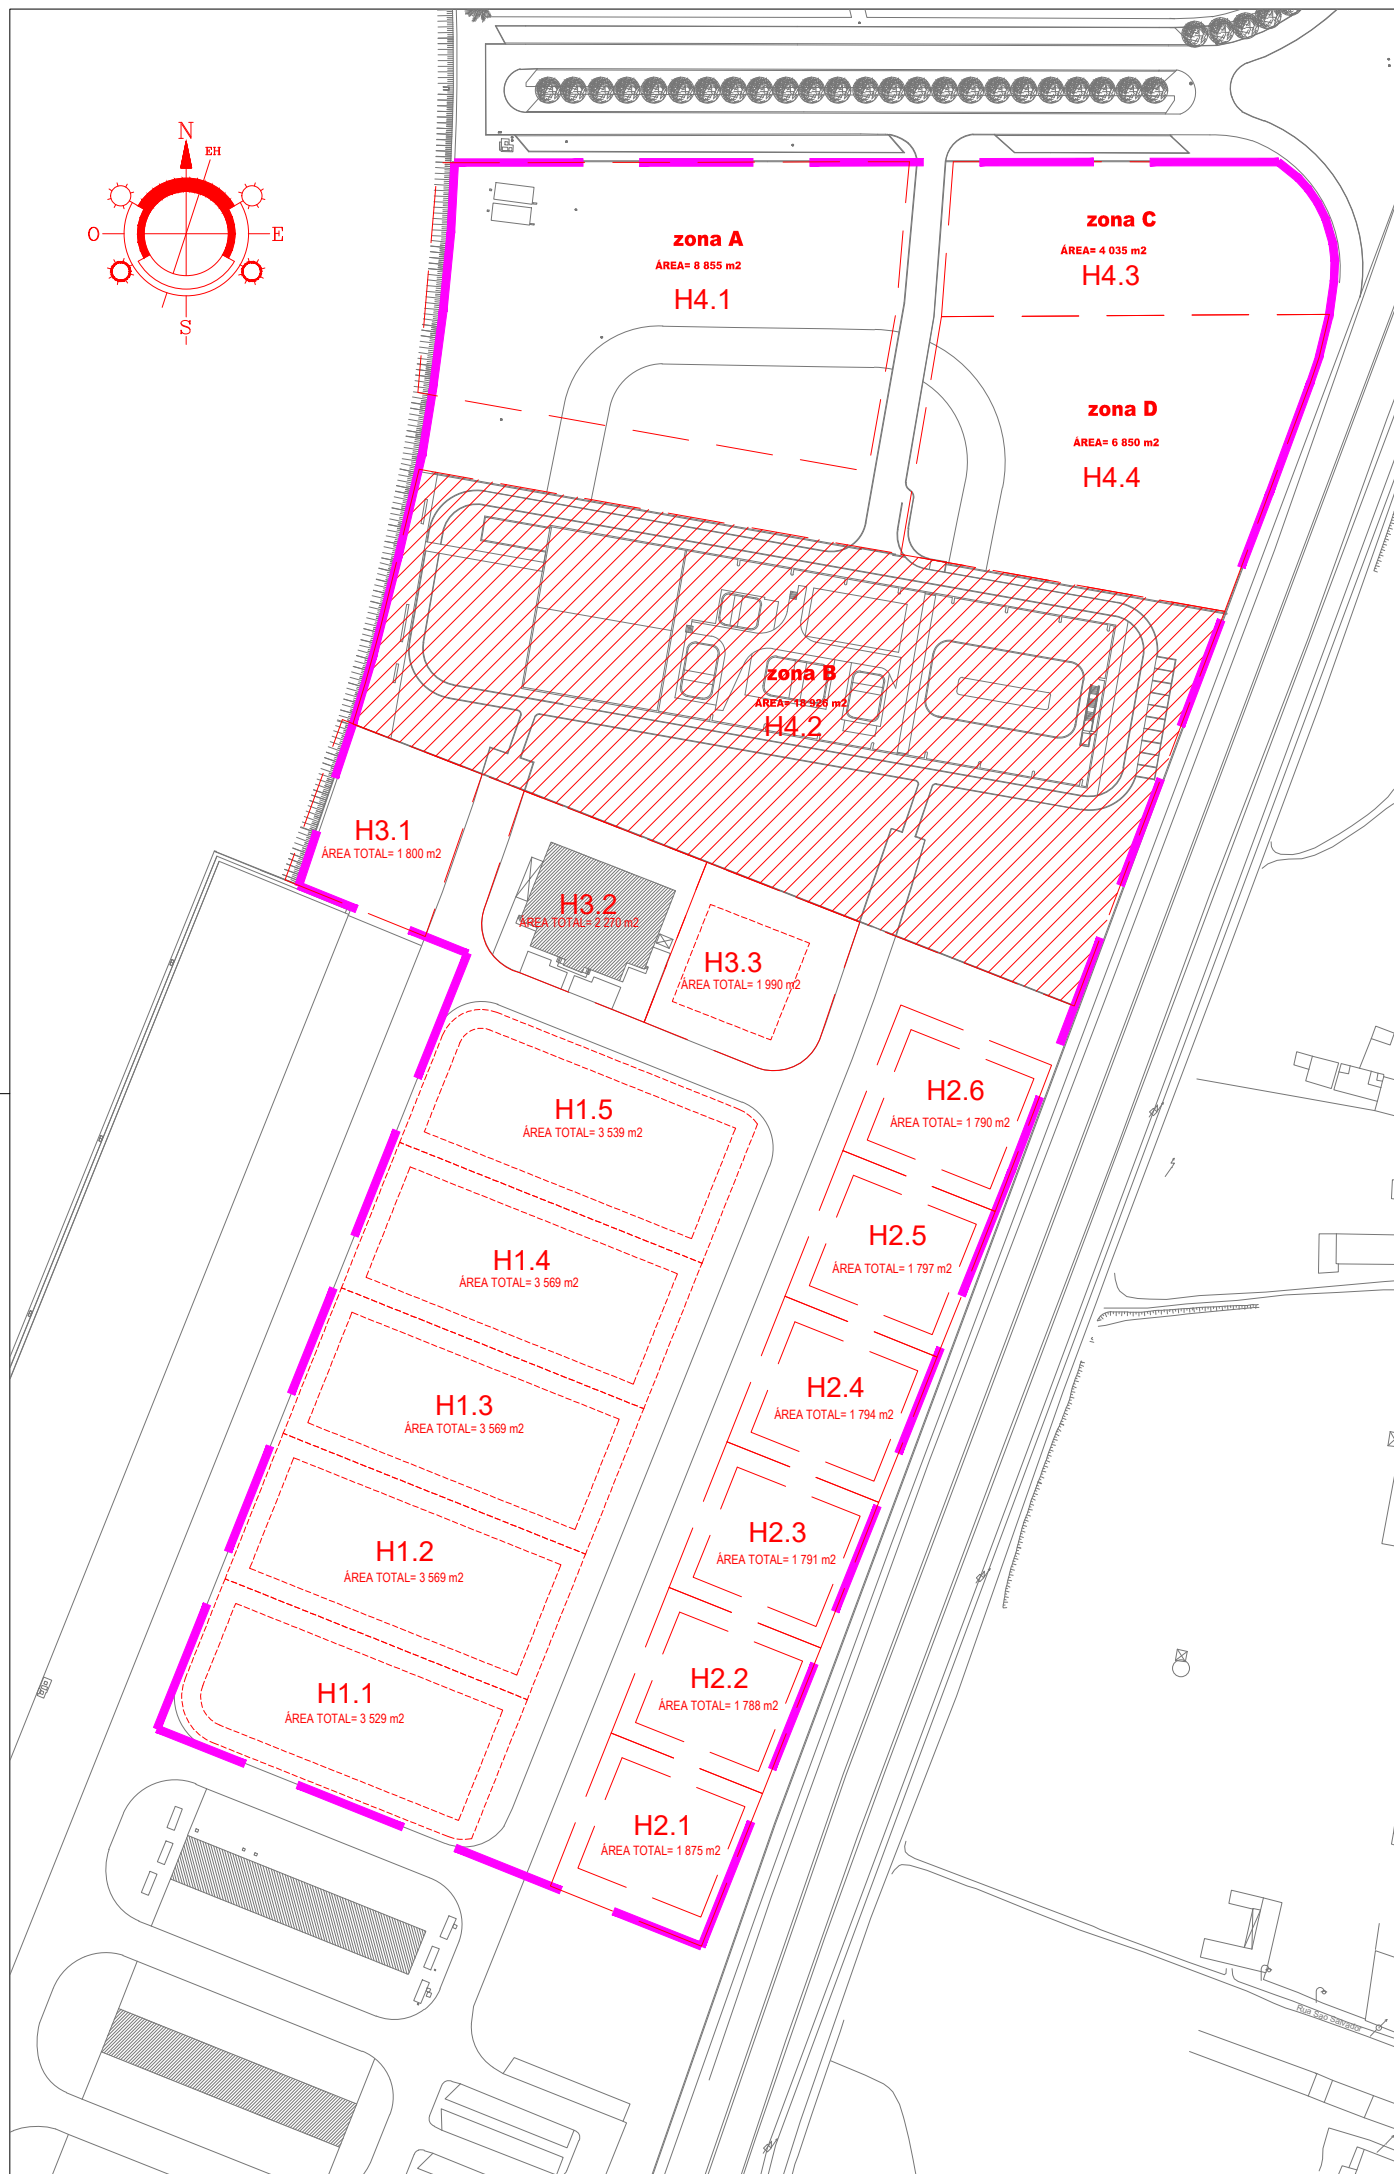 N
EH
O
E
S
zona A
ÁREA= 8 855 m2
H4.1
zona C
ÁREA= 4 035 m2
H4.3
zona D
ÁREA= 6 850 m2
H4.4
zona B
ÁREA= 18 926 m2
H4.2
H3.1
ÁREA TOTAL= 1 800 m2
H3.2
ÁREA TOTAL= 2 270 m2
H3.3
ÁREA TOTAL= 1 990 m2
H2.6
ÁREA TOTAL= 1 790 m2
H1.5
ÁREA TOTAL= 3 539 m2
H2.5
ÁREA TOTAL= 1 797 m2
H1.4
ÁREA TOTAL= 3 569 m2
H2.4
ÁREA TOTAL= 1 794 m2
H1.3
ÁREA TOTAL= 3 569 m2
H2.3
ÁREA TOTAL= 1 791 m2
H1.2
ÁREA TOTAL= 3 569 m2
H2.2
ÁREA TOTAL= 1 788 m2
H1.1
ÁREA TOTAL= 3 529 m2
H2.1
ÁREA TOTAL= 1 875 m2
Rua Sao Salvador